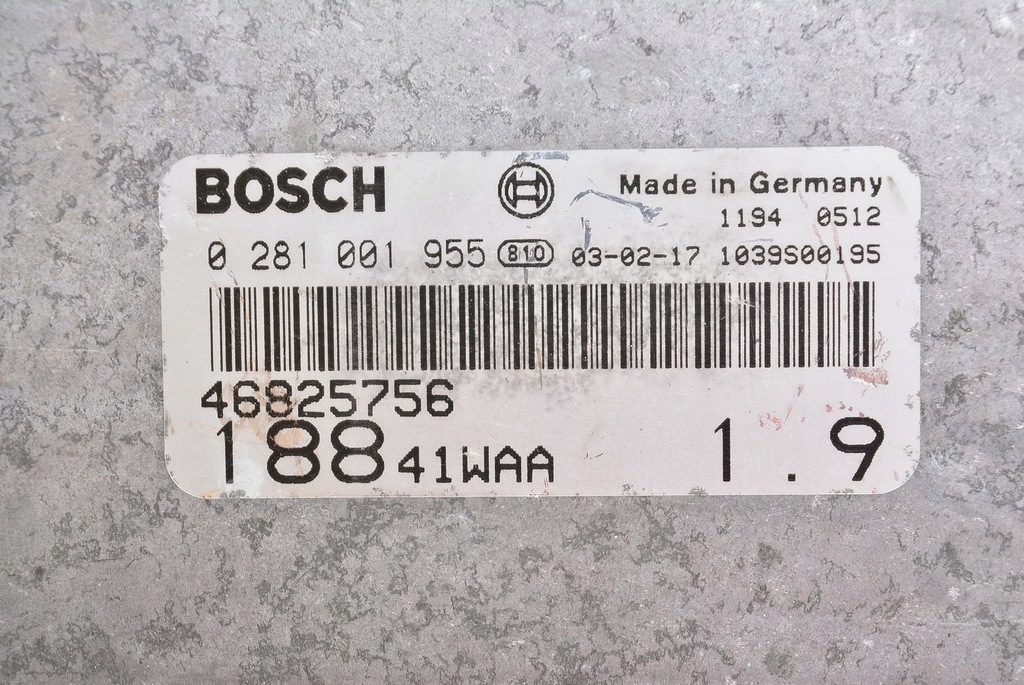 BOSCH Made in Germany
1194 0512
0 281 001 955 810 03-02-17 1039S00195
46825756
188 41WAA 1.9